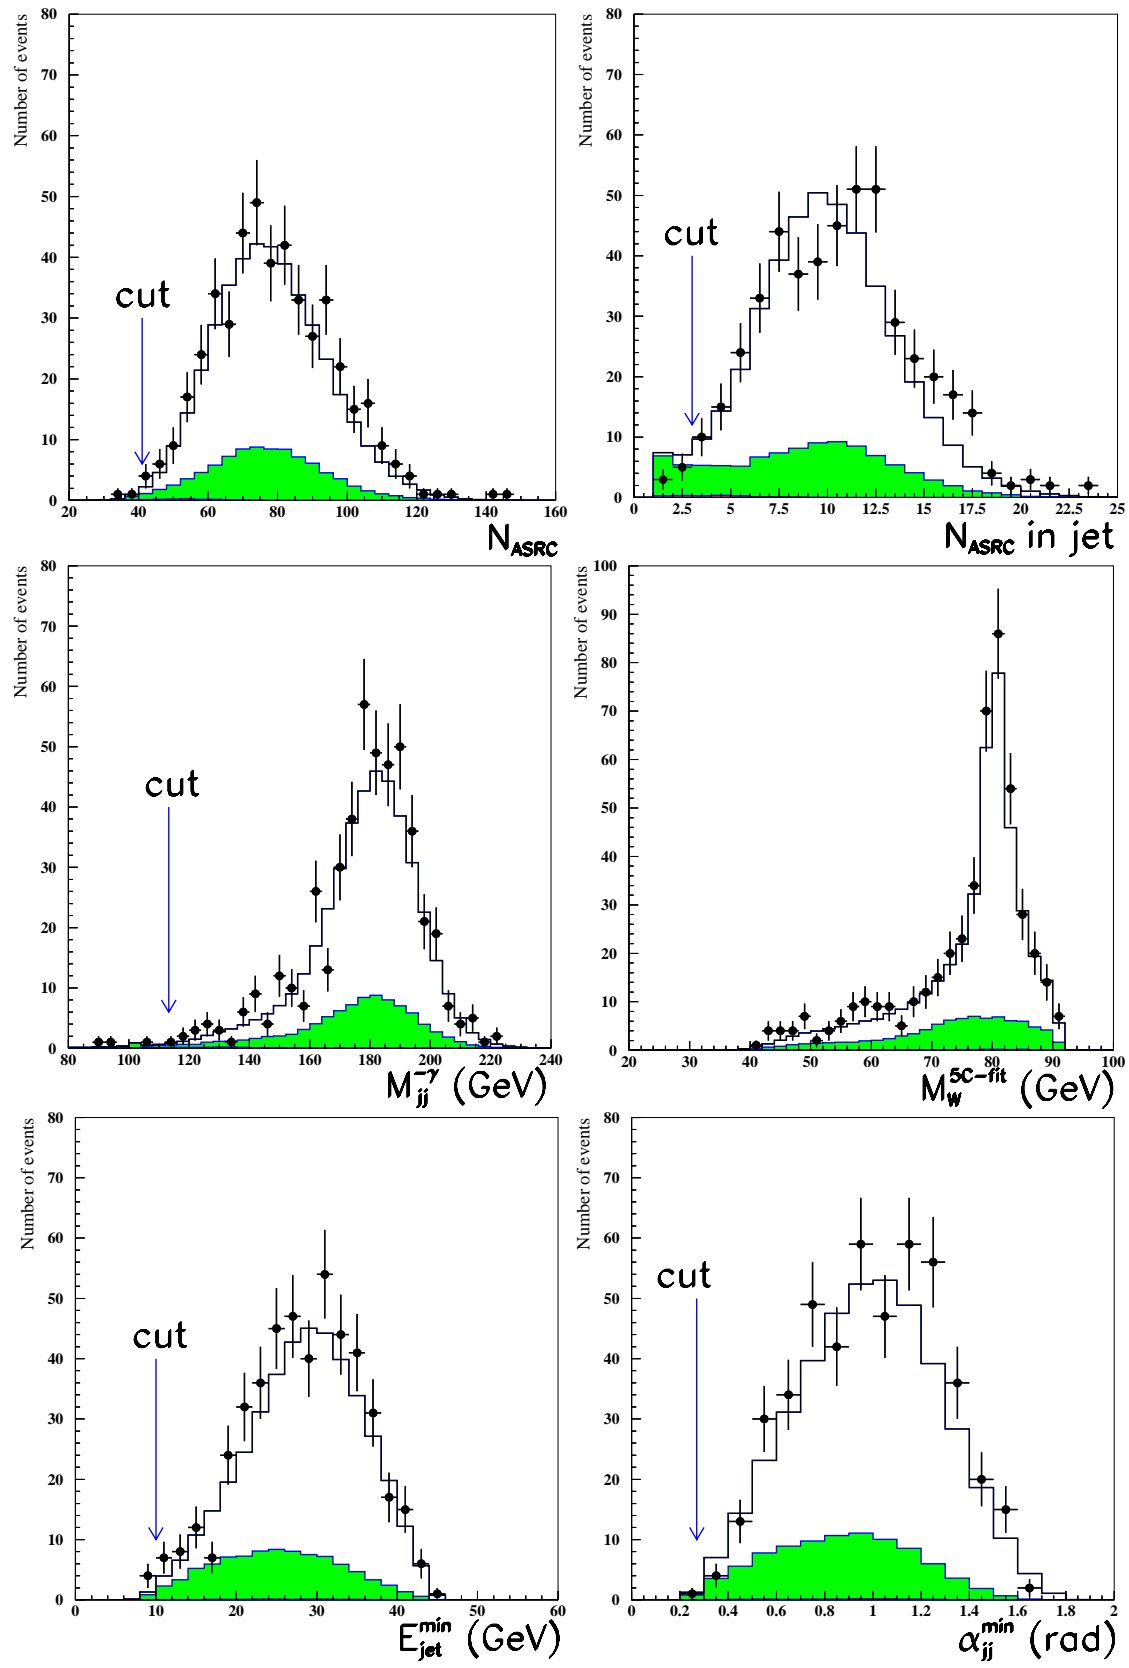 Number of events
80
70
60
50
40
30
20
10
0
cut
20 40 60 80 100 120 140 160
N_ASRC
Number of events
80
70
60
50
40
30
20
10
0
cut
0 2.5 5 7.5 10 12.5 15 17.5 20 22.5 25
N_ASRC in jet
Number of events
80
70
60
50
40
30
20
10
0
cut
80 100 120 140 160 180 200 220 240
M_jj^-γ (GeV)
Number of events
100
90
80
70
60
50
40
30
20
10
0
20 30 40 50 60 70 80 90 100
M_W^5C-fit (GeV)
Number of events
80
70
60
50
40
30
20
10
0
cut
0 10 20 30 40 50 60
E_jet^min (GeV)
Number of events
80
70
60
50
40
30
20
10
0
cut
0 0.2 0.4 0.6 0.8 1 1.2 1.4 1.6 1.8 2
α_jj^min (rad)